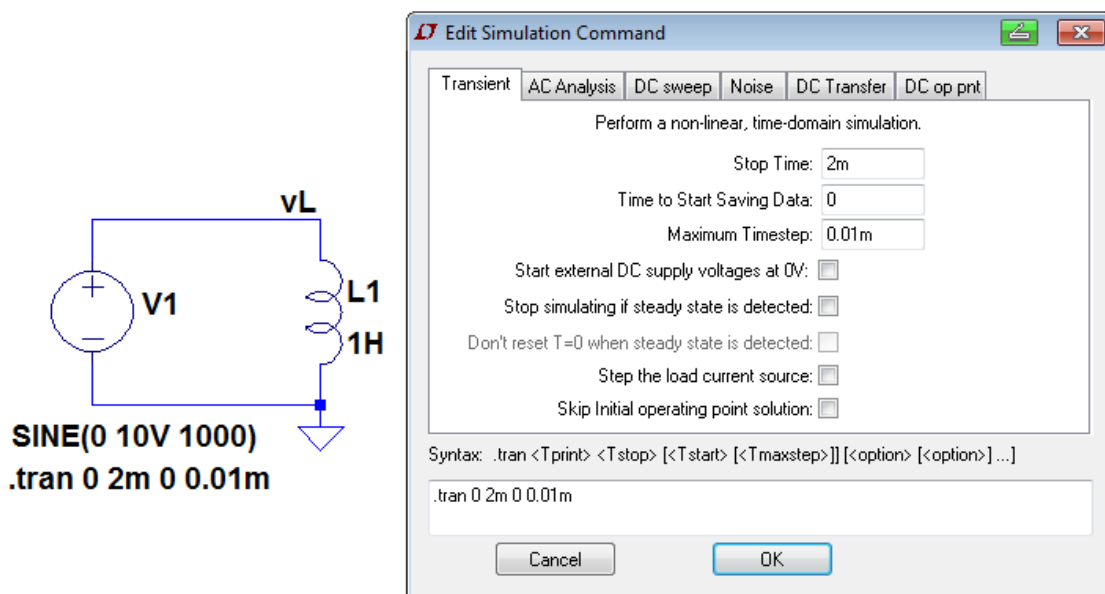 vL
V1
L1
1H
SINE(0 10V 1000)
.tran 0 2m 0 0.01m
Edit Simulation Command
Transient AC Analysis DC sweep Noise DC Transfer DC op pnt
Perform a non-linear, time-domain simulation.
Stop Time: 2m
Time to Start Saving Data: 0
Maximum Timestep: 0.01m
Start external DC supply voltages at 0V:
Stop simulating if steady state is detected:
Don't reset T=0 when steady state is detected:
Step the load current source:
Skip Initial operating point solution:
Syntax: .tran <Tprint> <Tstop> [<Tstart> [<Tmaxstep>]] [<option> [<option>] ...]
.tran 0 2m 0 0.01m
Cancel OK